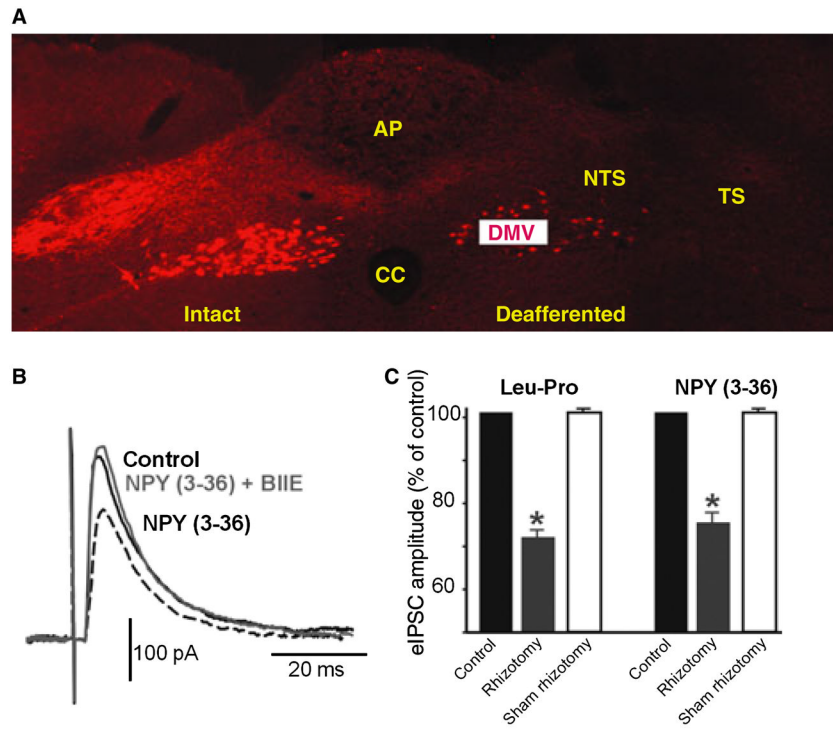 A
AP
NTS
TS
DMV
CC
Intact
Deafferented
B
Control
NPY (3-36) + BIIE
NPY (3-36)
100 pA
20 ms
C
Leu-Pro
NPY (3-36)
eIPSC amplitude (% of control)
100
80
60
Control
Rhizotomy
Sham rhizotomy
Control
Rhizotomy
Sham rhizotomy
*
*